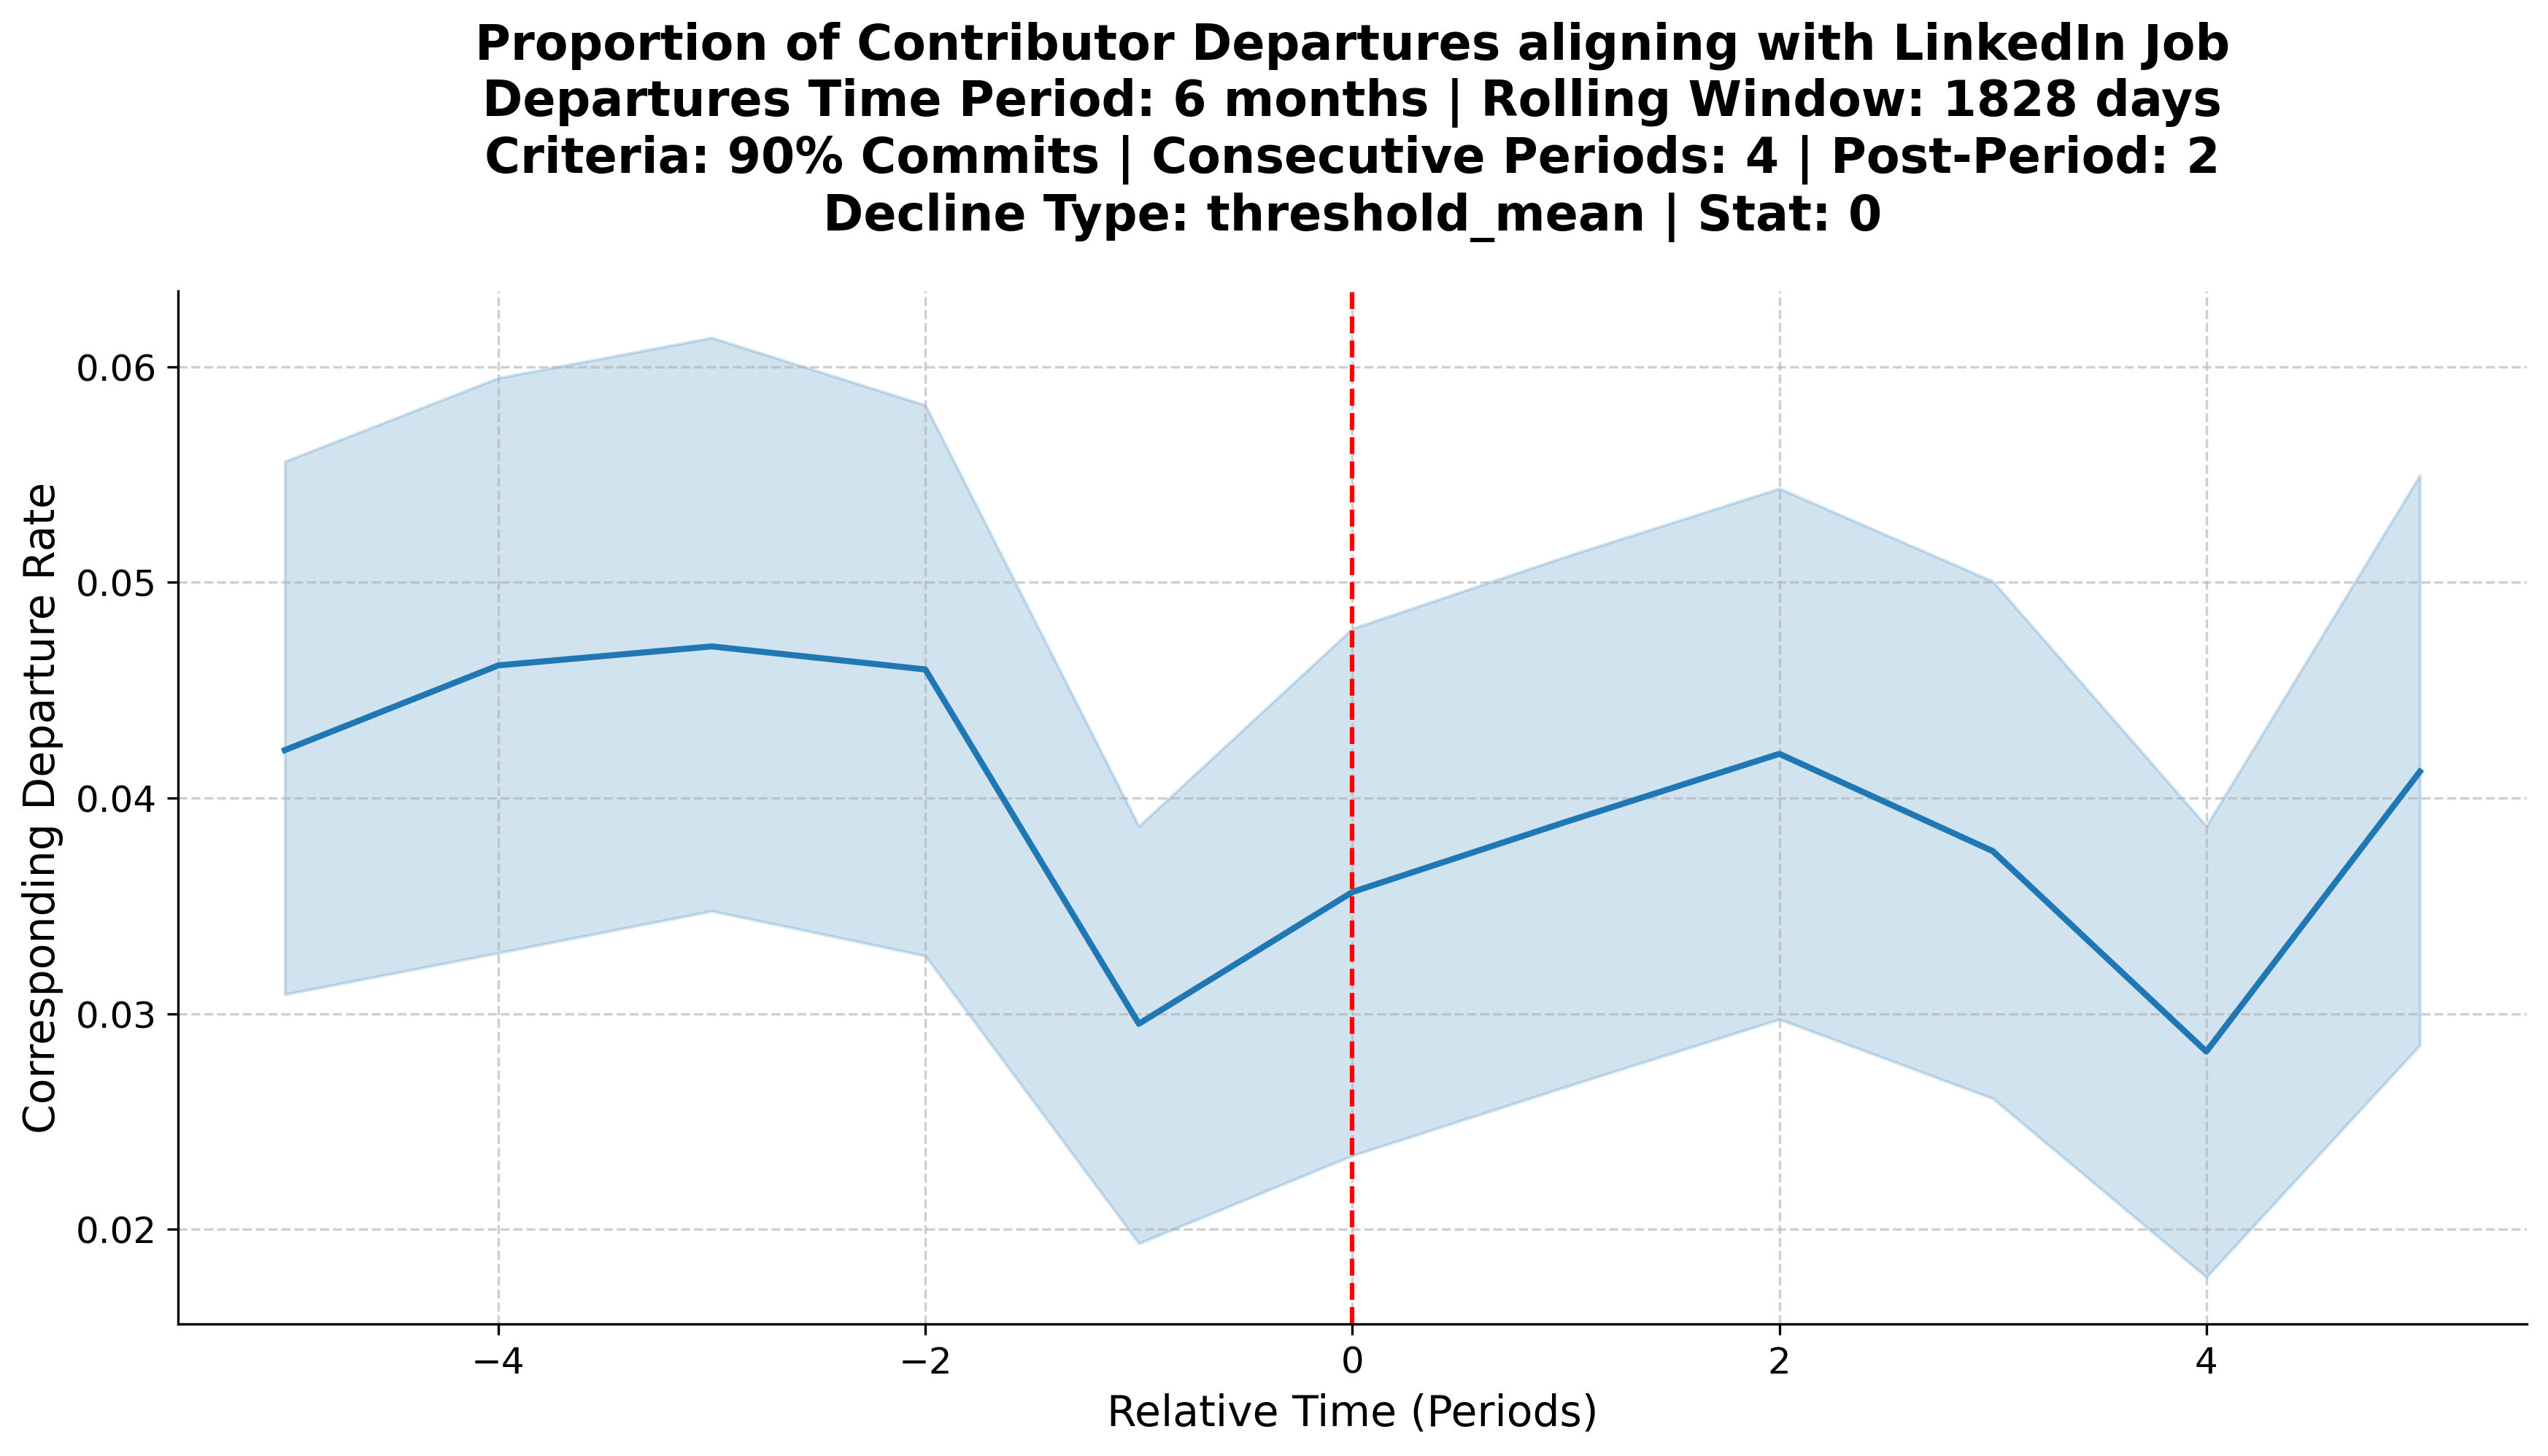 Proportion of Contributor Departures aligning with LinkedIn Job
Departures Time Period: 6 months | Rolling Window: 1828 days
Criteria: 90% Commits | Consecutive Periods: 4 | Post-Period: 2
Decline Type: threshold_mean | Stat: 0
Corresponding Departure Rate
0.06
0.05
0.04
0.03
0.02
−4
−2
0
2
4
Relative Time (Periods)